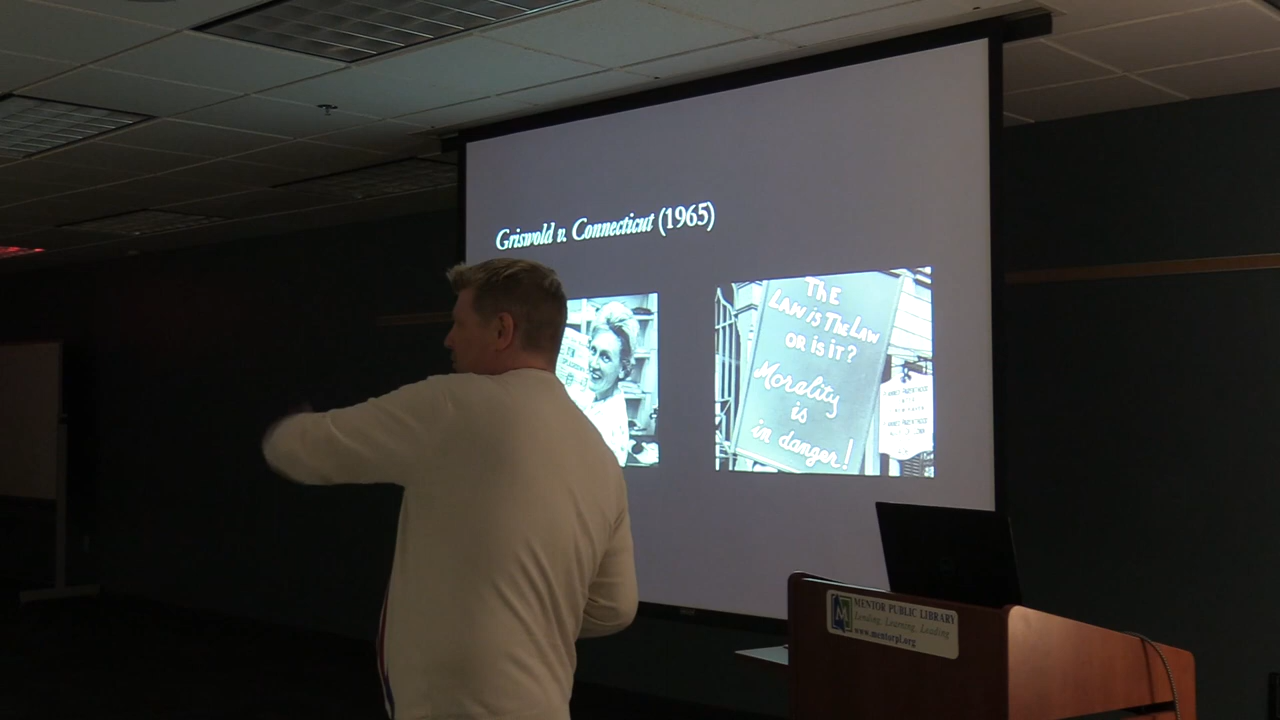 Griswold v. Connecticut (1965)
THE
LAW is THE LAW
OR is iT?
Morality
is
in danger!
MENTOR PUBLIC LIBRARY
Lending, Learning, Leading
www.mentorpl.org